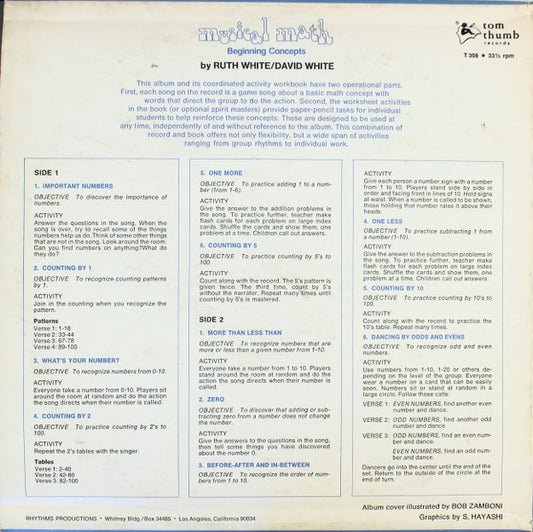 musical math
Beginning Concepts
by RUTH WHITE/DAVID WHITE
tom
thumb
records
T 358 • 33⅓ rpm
This album and its coordinated activity workbook have two operational parts.
First, each song on the record is a game song about a basic math concept with
words that direct the group to do the action. Second, the worksheet activities
in the book (or optional spirit masters) provide paper-pencil tasks for individual
students to help reinforce these concepts. These are designed to be used at
any time, independently of and without reference to the album. This combination of
record and book offers not only flexibility, but a wide span of activities
ranging from group rhythms to individual work.
SIDE 1
1. IMPORTANT NUMBERS
OBJECTIVE To discover the importance of
numbers.
ACTIVITY
Answer the questions in the song. When the
song is over, try to recall some of the things
numbers help us do. Think of some other things
that are not in the song. Look around the room.
Can you find numbers on anything?What do
they do?
2. COUNTING BY 1
OBJECTIVE To recognize counting patterns
by 1.
ACTIVITY
Join in the counting when you recognize the
pattern.
Patterns
Verse 1: 1-18
Verse 2: 33-44
Verse 3: 67-78
Verse 4: 89-100
3. WHAT'S YOUR NUMBER?
OBJECTIVE To recognize numbers from 0-10.
ACTIVITY
Everyone take a number from 0-10. Players sit
around the room at random and do the action
the song directs when their number is called.
4. COUNTING BY 2
OBJECTIVE To practice counting by 2's to
100.
ACTIVITY
Repeat the 2's tables with the singer.
Tables
Verse 1: 2-40
Verse 2: 42-80
Verse 3: 82-100
5. ONE MORE
OBJECTIVE To practice adding 1 to a num-
ber (from 1-6).
ACTIVITY
Give the answer to the addition problems in
the song. To practice further, teacher make
flash cards for each problem on large index
cards. Shuffle the cards and show them, one
at a time. Children call out answers.
5. COUNTING BY 5
OBJECTIVE To practice counting by 5's to
100.
ACTIVITY
Count along with the record. The 5's pattern is
given twice. The third time, count by 5's
without the narrator. Repeat many times until
counting by 5's is mastered.
SIDE 2
1. MORE THAN LESS THAN
OBJECTIVE To recognize numbers that are
more or less than a given number from 1-10.
ACTIVITY
Everyone take a number from 1-10. Players
stand around the room at random and do the
action the song directs when their number is
called.
2. ZERO
OBJECTIVE To discover that adding or sub-
tracting zero from a number does not change
the number.
ACTIVITY
Give the answers to the questions in the song,
then tell some things you have discovered
about the number 0.
3. BEFORE-AFTER AND IN-BETWEEN
OBJECTIVE To recognize the order of num-
bers from 1 to 10.
ACTIVITY
Give each person a number sign with a number
from 1 to 10. Players stand side by side in
order and facing front in lines of 10. Hold signs
at waist. When a number is called to be shown,
those holding that number raise it above their
heads.
4. ONE LESS
OBJECTIVE To practice subtracting 1 from
a number (1-10).
ACTIVITY
Give the answer to the subtraction problems in
the song. To practice further, teacher make
flash cards for each problem on large index
cards. Shuffle the cards and show them, one
at a time. Children call out answers.
5. COUNTING BY 10
OBJECTIVE To practice counting by 10's to
100.
ACTIVITY
Count along with the record to practice the
10's table. Repeat many times.
6. DANCING BY ODDS AND EVENS
OBJECTIVE To recognize odd and even
numbers.
ACTIVITY
Use numbers from 1-10, 1-20 or others de-
pending on the level of the group. Everyone
wear a number on a card that can be easily
seen. Numbers sit or stand at random in a
large circle. Follow these calls:
VERSE 1: EVEN NUMBERS, find another even
number and dance.
VERSE 2: ODD NUMBERS, find another odd
number and dance.
VERSE 3: ODD NUMBERS, find an even num-
ber and dance.
EVEN NUMBERS, find an odd num-
ber and dance.
Dancers go into the center until the end of the
set. Return to the outside of the circle at the
end of turn.
Album cover illustrated by BOB ZAMBONI
Graphics by S. HAYASHI
RHYTHMS PRODUCTIONS • Whitney Bldg./Box 34485 • Los Angeles, California 90034